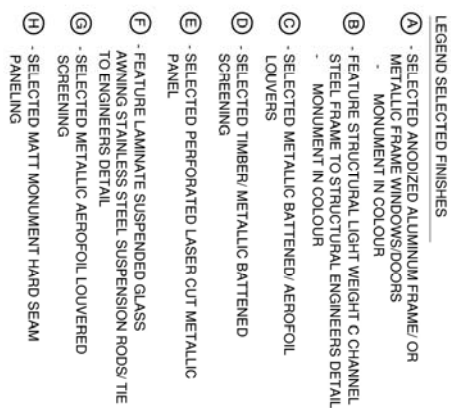 LEGEND SELECTED FINISHES
A - SELECTED ANODIZED ALUMINUM FRAME/ OR
METALLIC FRAME WINDOWS/DOORS
- MONUMENT IN COLOUR
B - FEATURE STRUCTURAL LIGHT WEIGHT C CHANNEL
STEEL FRAME TO STRUCTURAL ENGINEERS DETAIL
- MONUMENT IN COLOUR
C - SELECTED METALLIC BATTENED/ AEROFOIL
LOUVERS
D - SELECTED TIMBER/ METALLIC BATTENED
SCREENING
E - SELECTED PERFORATED LASER CUT METALLIC
PANEL
F - FEATURE LAMINATE SUSPENDED GLASS
AWNING STAINLESS STEEL SUSPENSION RODS/ TIE
TO ENGINEERS DETAIL
G - SELECTED METALLIC AEROFOIL LOUVERED
SCREENING
H - SELECTED MATT MONUMENT HARD SEAM
PANELING